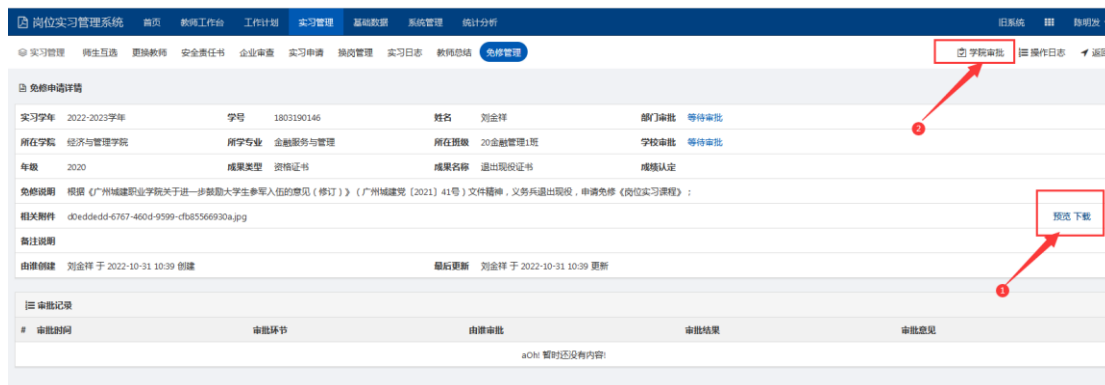 岗位实习管理系统 首页 教师工作台 工作计划 实习管理 基础数据 系统管理 统计分析 旧系统 陈明发
实习管理 师生互选 更换教师 安全责任书 企业审查 实习申请 换岗管理 实习日志 教师总结 免修管理 学院审批 操作日志 返回
免修申请详情
实习学年 2022-2023学年 学号 1803190146 姓名 刘金祥 部门审批 等待审批
所在学院 经济与管理学院 所学专业 金融服务与管理 所在班级 20金融管理1班 学校审批 等待审批
年级 2020 成果类型 资格证书 成果名称 退出现役证书 成绩认定
免修说明 根据《广州城建职业学院关于进一步鼓励大学生参军入伍的意见（修订）》（广州城建党〔2021〕41号）文件精神，义务兵退出现役，申请免修《岗位实习课程》；
相关附件 d0eddedd-6767-460d-9599-cfb85566930a.jpg 预览 下载
备注说明
由谁创建 刘金祥 于 2022-10-31 10:39 创建 最后更新 刘金祥 于 2022-10-31 10:39 更新
审批记录
# 审批时间 审批环节 由谁审批 审批结果 审批意见
aOh! 暂时还没有内容!
2
1